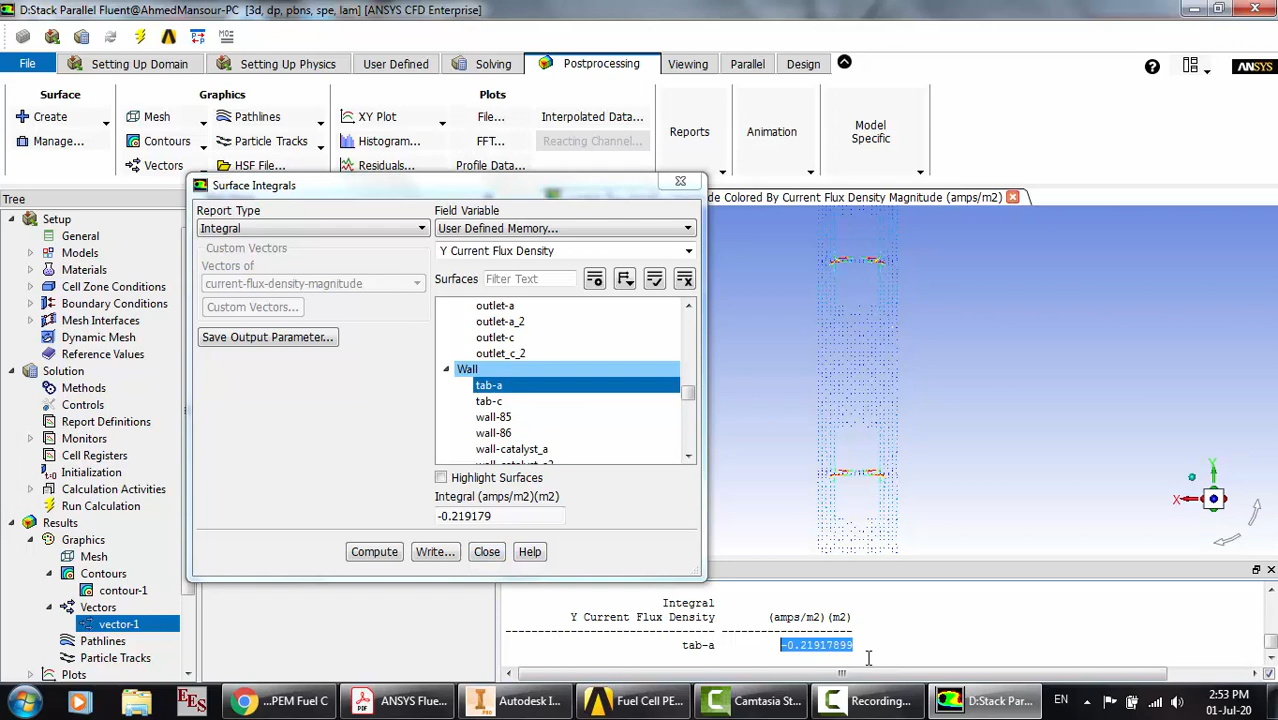 D:Stack Parallel Fluent@AhmedMansour-PC [3d, dp, pbns, spe, lam] [ANSYS CFD Enterprise]
File
Setting Up Domain
Setting Up Physics
User Defined
Solving
Postprocessing
Viewing
Parallel
Design
ANSYS
Surface
Create
Manage...
Graphics
Mesh
Pathlines
Contours
Particle Tracks
Vectors
HSF File...
Plots
XY Plot
File...
Interpolated Data...
Histogram...
FFT...
Reacting Channel...
Residuals...
Profile Data...
Reports
Animation
Model
Specific
Tree
Setup
General
Models
Materials
Cell Zone Conditions
Boundary Conditions
Mesh Interfaces
Dynamic Mesh
Reference Values
Solution
Methods
Controls
Report Definitions
Monitors
Cell Registers
Initialization
Calculation Activities
Run Calculation
Results
Graphics
Mesh
Contours
contour-1
Vectors
vector-1
Pathlines
Particle Tracks
Plots
Surface Integrals
Report Type
Integral
Custom Vectors
Vectors of
current-flux-density-magnitude
Custom Vectors...
Save Output Parameter...
Field Variable
User Defined Memory...
Y Current Flux Density
Surfaces
Filter Text
outlet-a
outlet-a_2
outlet-c
outlet_c_2
Wall
tab-a
tab-c
wall-85
wall-86
wall-catalyst_a
Highlight Surfaces
Integral (amps/m2)(m2)
-0.219179
Compute
Write...
Close
Help
de Colored By Current Flux Density Magnitude (amps/m2)
Y
X
Integral
Y Current Flux Density (amps/m2)(m2)
-------------------------------- --------------------
tab-a -0.21917899
EES
...PEM Fuel C
ANSYS Flue...
Autodesk I...
Fuel Cell PE...
Camtasia St...
Recording...
D:Stack Par...
EN
2:53 PM
01-Jul-20